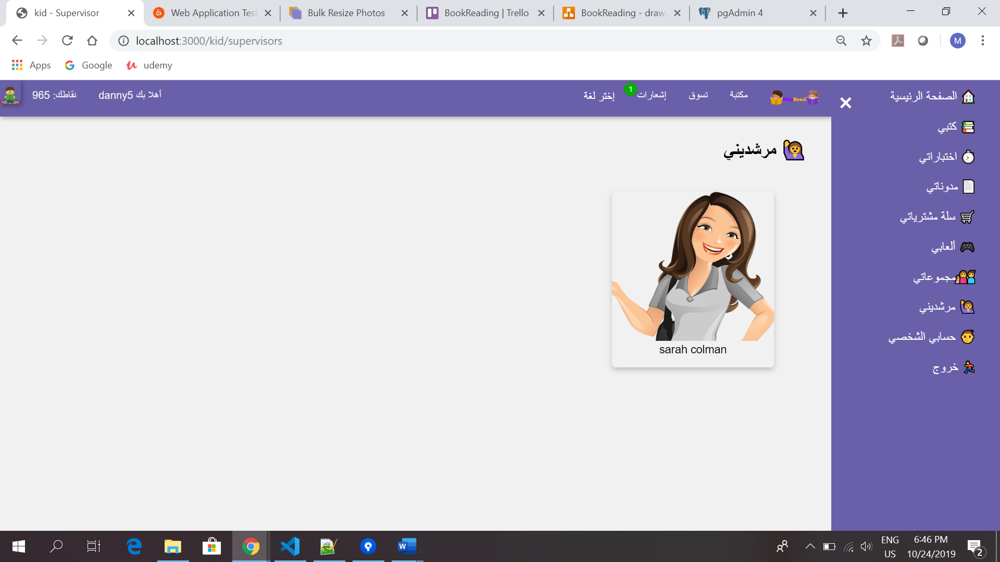 kid - Supervisor
Web Application Test
Bulk Resize Photos
BookReading | Trello
BookReading - draw.
pgAdmin 4
localhost:3000/kid/supervisors
M
Apps
Google
udemy
KidsRead
مكتبة
تسوق
إشعارات
1
إختر لغة
أهلا بك danny5
نقاطك: 965
الصفحة الرئيسية
كتبي
اختباراتي
مدوناتي
سلة مشترياتي
ألعابي
مجموعاتي
مرشديني
حسابي الشخصي
خروج
مرشديني
sarah colman
ENG
US
6:46 PM
10/24/2019
2